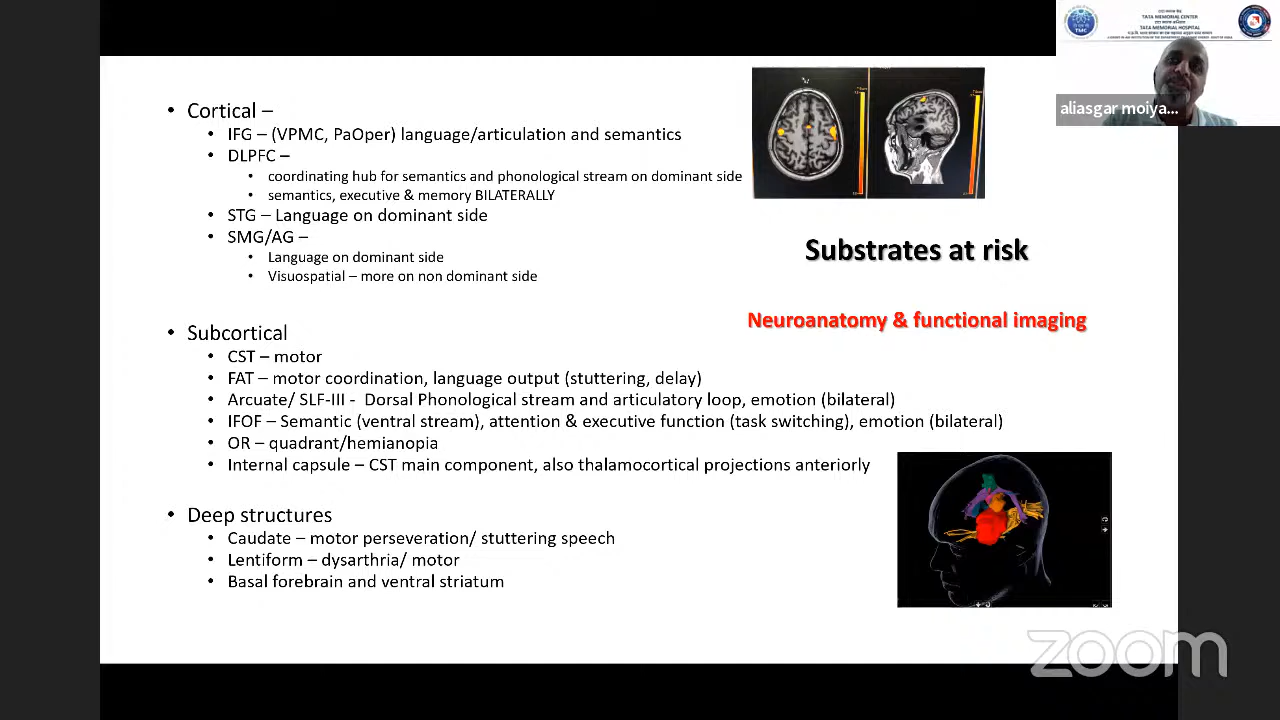 TATA MEMORIAL CENTER
TATA MEMORIAL HOSPITAL
TMC
aliasgar moiya...
• Cortical –
• IFG – (VPMC, PaOper) language/articulation and semantics
• DLPFC –
• coordinating hub for semantics and phonological stream on dominant side
• semantics, executive & memory BILATERALLY
• STG – Language on dominant side
• SMG/AG –
• Language on dominant side
• Visuospatial – more on non dominant side
Substrates at risk
Neuroanatomy & functional imaging
• Subcortical
• CST – motor
• FAT – motor coordination, language output (stuttering, delay)
• Arcuate/ SLF-III - Dorsal Phonological stream and articulatory loop, emotion (bilateral)
• IFOF – Semantic (ventral stream), attention & executive function (task switching), emotion (bilateral)
• OR – quadrant/hemianopia
• Internal capsule – CST main component, also thalamocortical projections anteriorly
• Deep structures
• Caudate – motor perseveration/ stuttering speech
• Lentiform – dysarthria/ motor
• Basal forebrain and ventral striatum
zoom